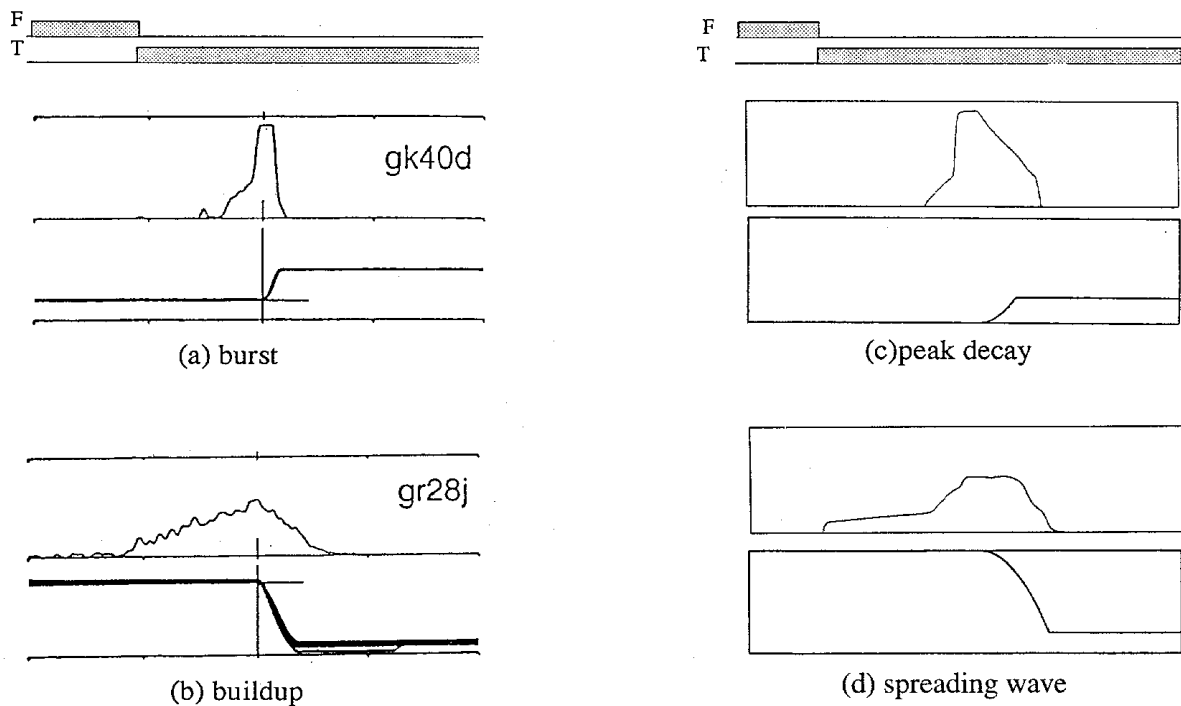 F
T
gk40d
(a) burst
gr28j
(b) buildup
F
T
(c)peak decay
(d) spreading wave